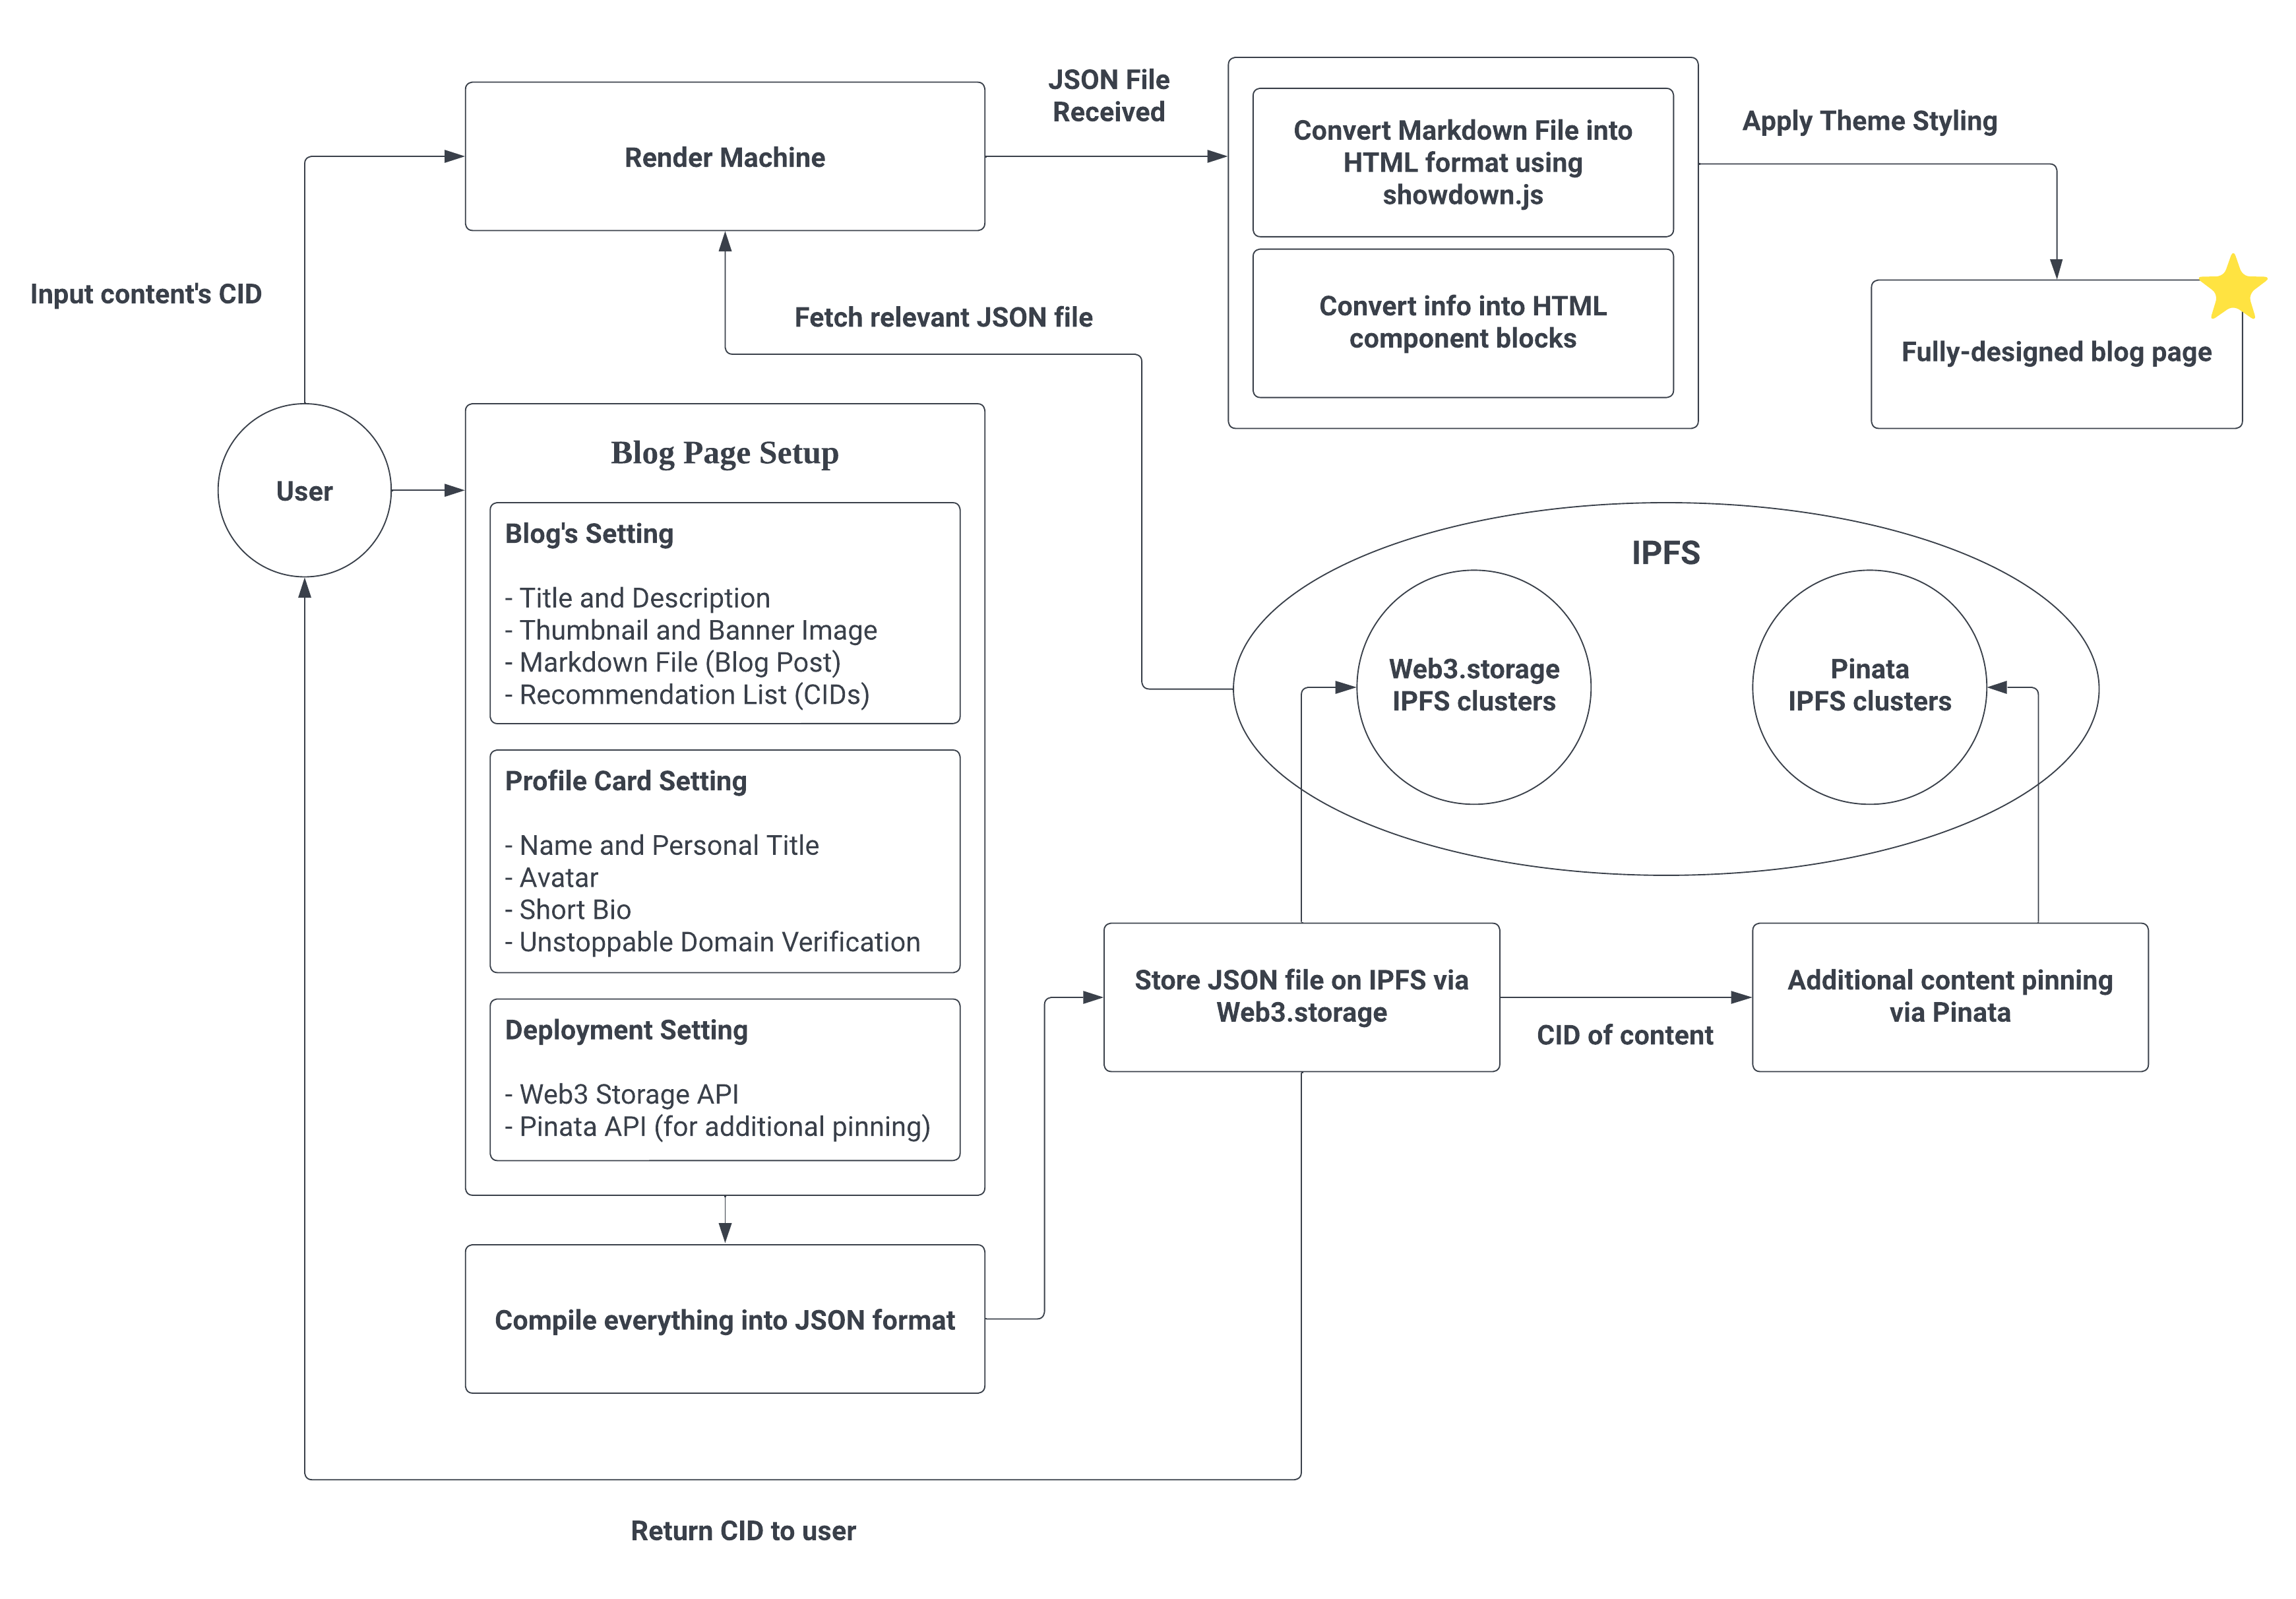 JSON File
Received
Render Machine
Convert Markdown File into
HTML format using
showdown.js
Apply Theme Styling
Input content's CID
Fetch relevant JSON file
Convert info into HTML
component blocks
Fully-designed blog page
User
Blog Page Setup
Blog's Setting
- Title and Description
- Thumbnail and Banner Image
- Markdown File (Blog Post)
- Recommendation List (CIDs)
Profile Card Setting
- Name and Personal Title
- Avatar
- Short Bio
- Unstoppable Domain Verification
Deployment Setting
- Web3 Storage API
- Pinata API (for additional pinning)
IPFS
Web3.storage
IPFS clusters
Pinata
IPFS clusters
Store JSON file on IPFS via
Web3.storage
CID of content
Additional content pinning
via Pinata
Compile everything into JSON format
Return CID to user